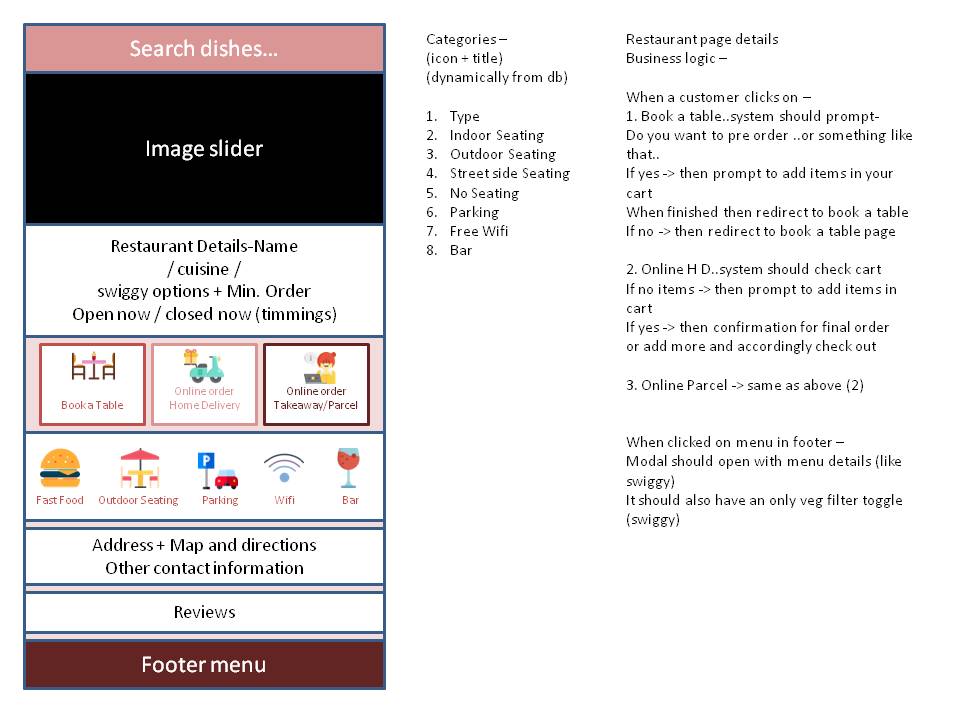 Search dishes...
Image slider
Restaurant Details-Name
/ cuisine /
swiggy options + Min. Order
Open now / closed now (timmings)
Book a Table
Online order
Home Delivery
Online order
Takeaway/Parcel
P
Fast Food
Outdoor Seating
Parking
Wifi
Bar
Address + Map and directions
Other contact information
Reviews
Footer menu
Categories –
(icon + title)
(dynamically from db)
1. Type
2. Indoor Seating
3. Outdoor Seating
4. Street side Seating
5. No Seating
6. Parking
7. Free Wifi
8. Bar
Restaurant page details
Business logic –
When a customer clicks on –
1. Book a table..system should prompt-
Do you want to pre order ..or something like
that..
If yes -> then prompt to add items in your
cart
When finished then redirect to book a table
If no -> then redirect to book a table page
2. Online H D..system should check cart
If no items -> then prompt to add items in
cart
If yes -> then confirmation for final order
or add more and accordingly check out
3. Online Parcel -> same as above (2)
When clicked on menu in footer –
Modal should open with menu details (like
swiggy)
It should also have an only veg filter toggle
(swiggy)